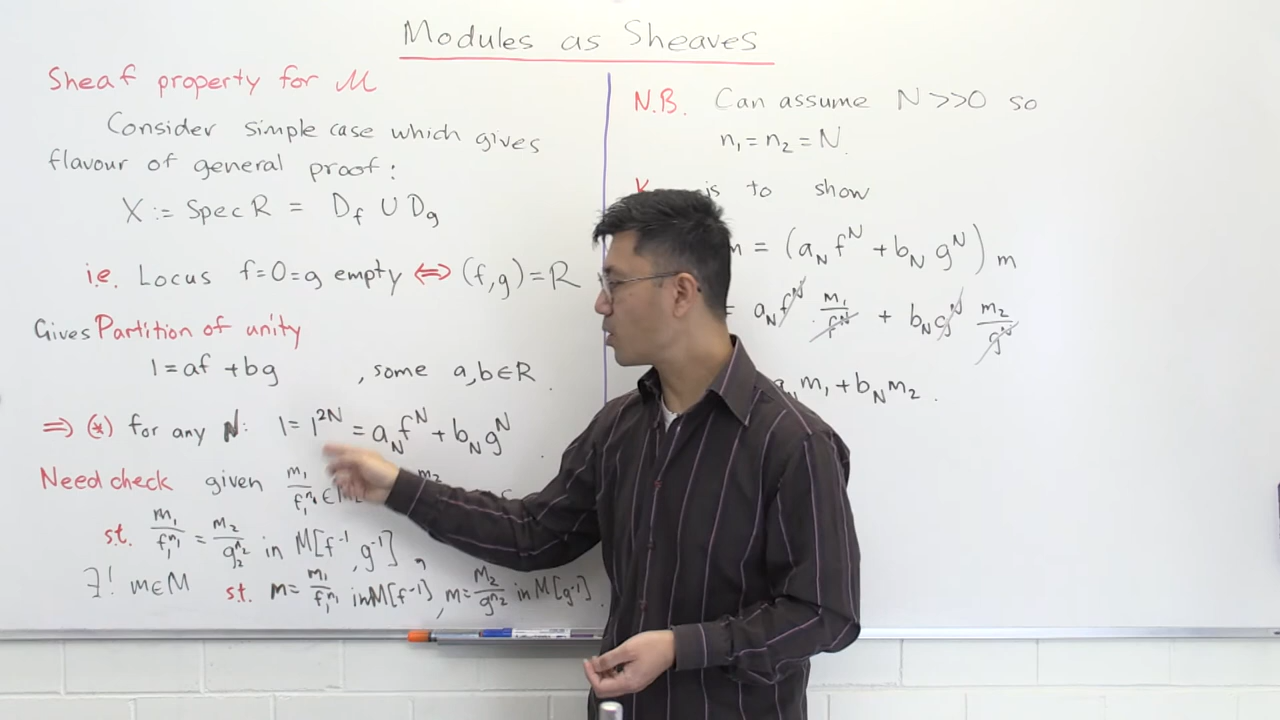 Modules as Sheaves
Sheaf property for M
Consider simple case which gives
flavour of general proof:
X := Spec R = D_f ∪ D_g
i.e. Locus f=0=g empty ⇔ (f,g)=R
Gives Partition of unity
1=af+bg , some a,b∈R.
⇒ (*) for any N: 1=1^{2N} = a_N f^N + b_N g^N.
Need check given m_1/f_1^{n_1} ∈ m_2
s.t. m_1/f_1^{n_1} = m_2/g_2^{n_2} in M[f^{-1}, g^{-1}],
∃! m∈M s.t. m = m_1/f_1^{n_1} in M[f^{-1}], m = m_2/g^{n_2} in M[g^{-1}].
N.B. Can assume N>>0 so
n_1 = n_2 = N.
is to show
= (a_N f^N + b_N g^N) m
a_N f^N m_1/f^N + b_N g^N m_2/g^N
m_1 + b_N m_2.